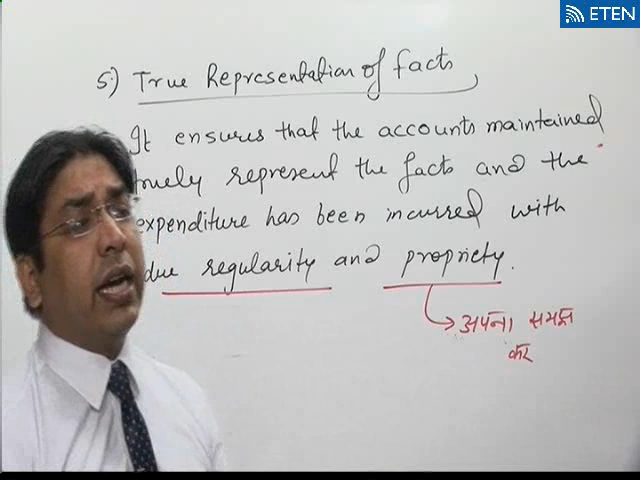 ETEN
5.) True Representation of facts
It ensures that the accounts maintained
truely represent the facts and the
expenditure has been incurred with
due regularity and propriety.
अपना समझ
कर